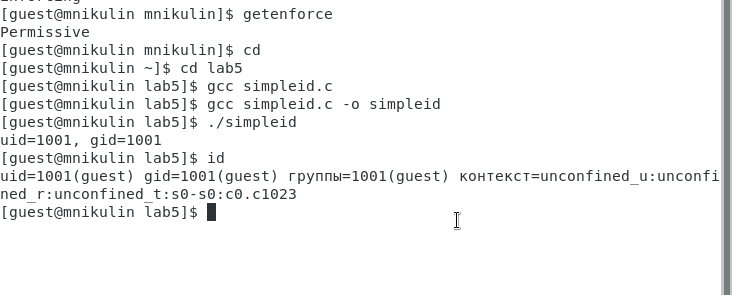 [guest@mnikulin mnikulin]$ getenforce
Permissive
[guest@mnikulin mnikulin]$ cd
[guest@mnikulin ~]$ cd lab5
[guest@mnikulin lab5]$ gcc simpleid.c
[guest@mnikulin lab5]$ gcc simpleid.c -o simpleid
[guest@mnikulin lab5]$ ./simpleid
uid=1001, gid=1001
[guest@mnikulin lab5]$ id
uid=1001(guest) gid=1001(guest) группы=1001(guest) контекст=unconfined_u:unconfi
ned_r:unconfined_t:s0-s0:c0.c1023
[guest@mnikulin lab5]$